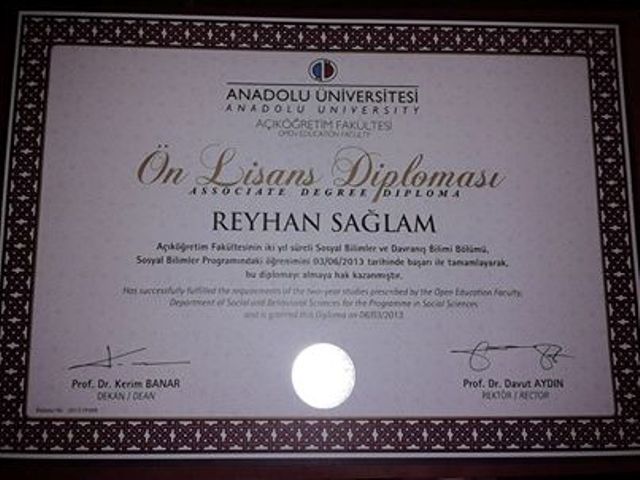 ANADOLU ÜNİVERSİTESİ
ANADOLU UNIVERSITY
AÇIKÖĞRETİM FAKÜLTESİ
OPEN EDUCATION FACULTY
Ön Lisans Diploması
ASSOCIATE DEGREE DIPLOMA
REYHAN SAĞLAM
Açıköğretim Fakültesinin iki yıl süreli Sosyal Bilimler ve Davranış Bilimi Bölümü,
Sosyal Bilimler Programındaki öğrenimini 03/06/2013 tarihinde başarı ile tamamlayarak,
bu diplomayı almaya hak kazanmıştır.
Has successfully fulfilled the requirements of the two-year studies prescribed by the Open Education Faculty,
Department of Social and Behavioral Sciences for the Programme in Social Sciences
and is granted this Diploma on 06/03/2013.
Prof. Dr. Kerim BANAR
DEKAN / DEAN
Prof. Dr. Davut AYDIN
REKTÖR / RECTOR